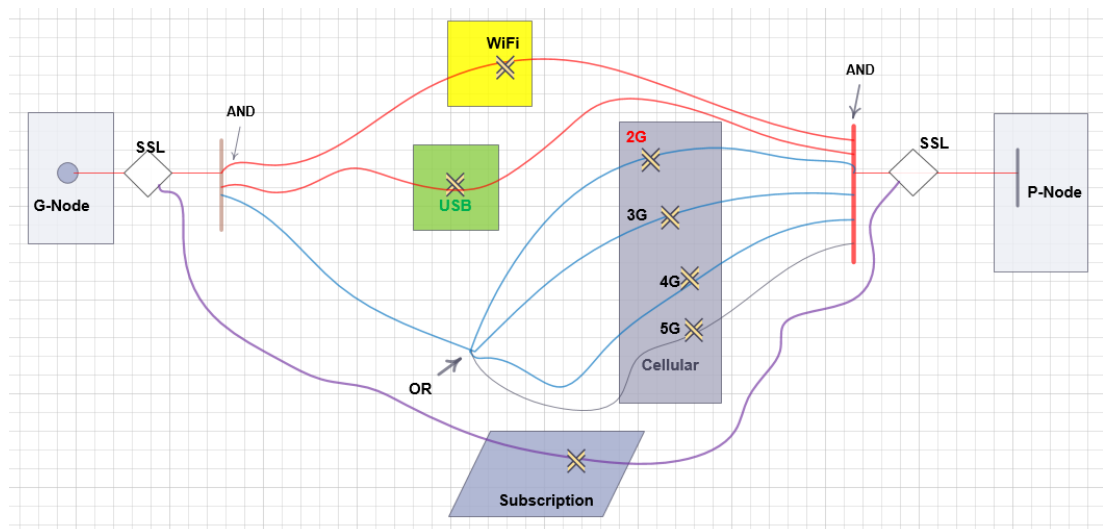 WiFi
AND
AND
2G
SSL
SSL
G-Node
USB
P-Node
3G
4G
5G
Cellular
OR
Subscription